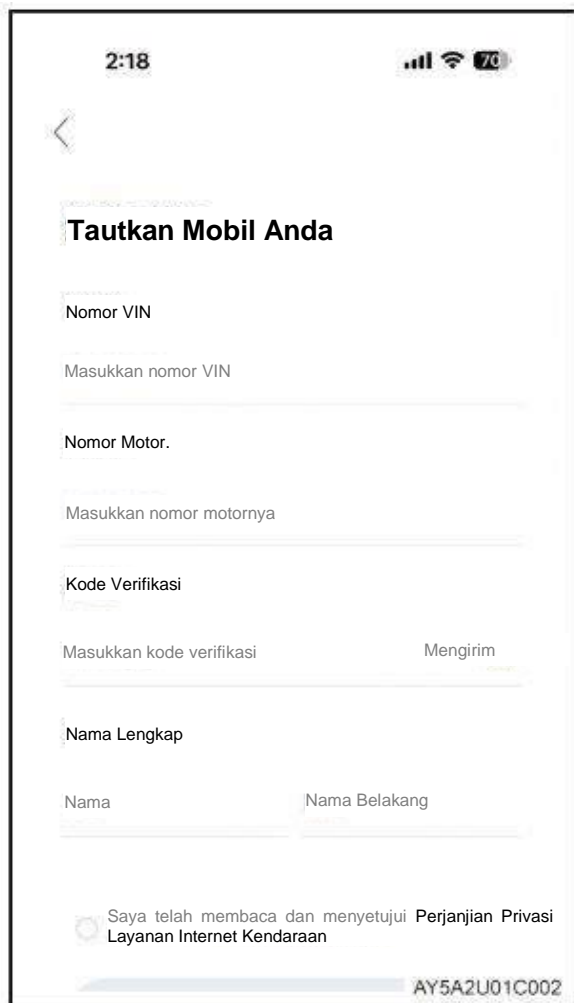 2:18
70
Tautkan Mobil Anda
Nomor VIN
Masukkan nomor VIN
Nomor Motor.
Masukkan nomor motornya
Kode Verifikasi
Masukkan kode verifikasi Mengirim
Nama Lengkap
Nama Nama Belakang
Saya telah membaca dan menyetujui Perjanjian Privasi
Layanan Internet Kendaraan
AY5A2U01C002